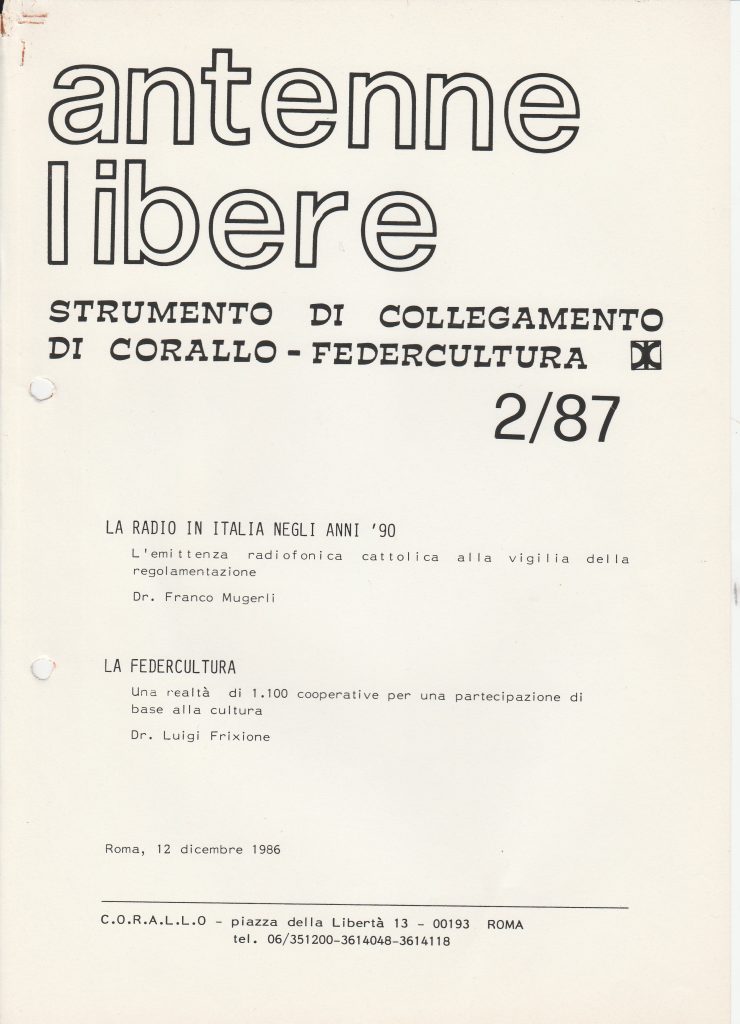 antenne
libere
STRUMENTO DI COLLEGAMENTO
DI CORALLO - FEDERCULTURA
2/87
LA RADIO IN ITALIA NEGLI ANNI '90
L'emittenza radiofonica cattolica alla vigilia della
regolamentazione
Dr. Franco Mugerli
LA FEDERCULTURA
Una realtà di 1.100 cooperative per una partecipazione di
base alla cultura
Dr. Luigi Frixione
Roma, 12 dicembre 1986
C.O.R.A.L.L.O - piazza della Libertà 13 - 00193 ROMA
tel. 06/351200-3614048-3614118